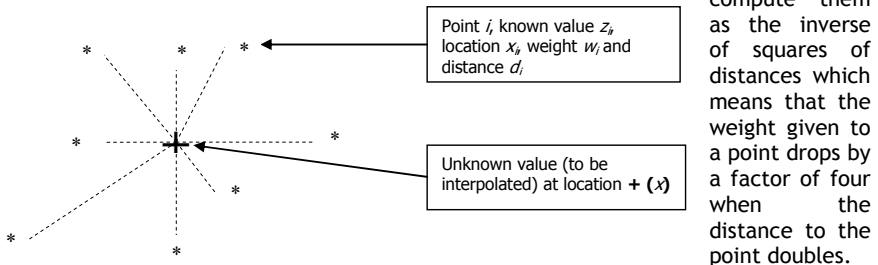 Point i, known value zᵢ,
location xᵢ, weight wᵢ and
distance dᵢ
Unknown value (to be
interpolated) at location + (x)
compute them
as the inverse
of squares of
distances which
means that the
weight given to
a point drops by
a factor of four
when the
distance to the
point doubles.